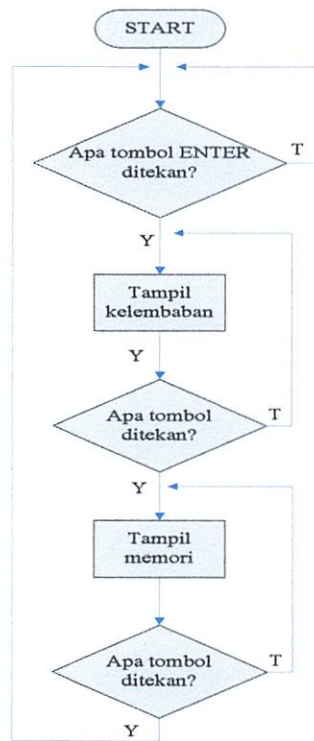 START
Apa tombol ENTER
ditekan?
T
Y
Tampil
kelembaban
Y
Apa tombol
ditekan?
T
Y
Tampil
memori
Apa tombol
ditekan?
T
Y